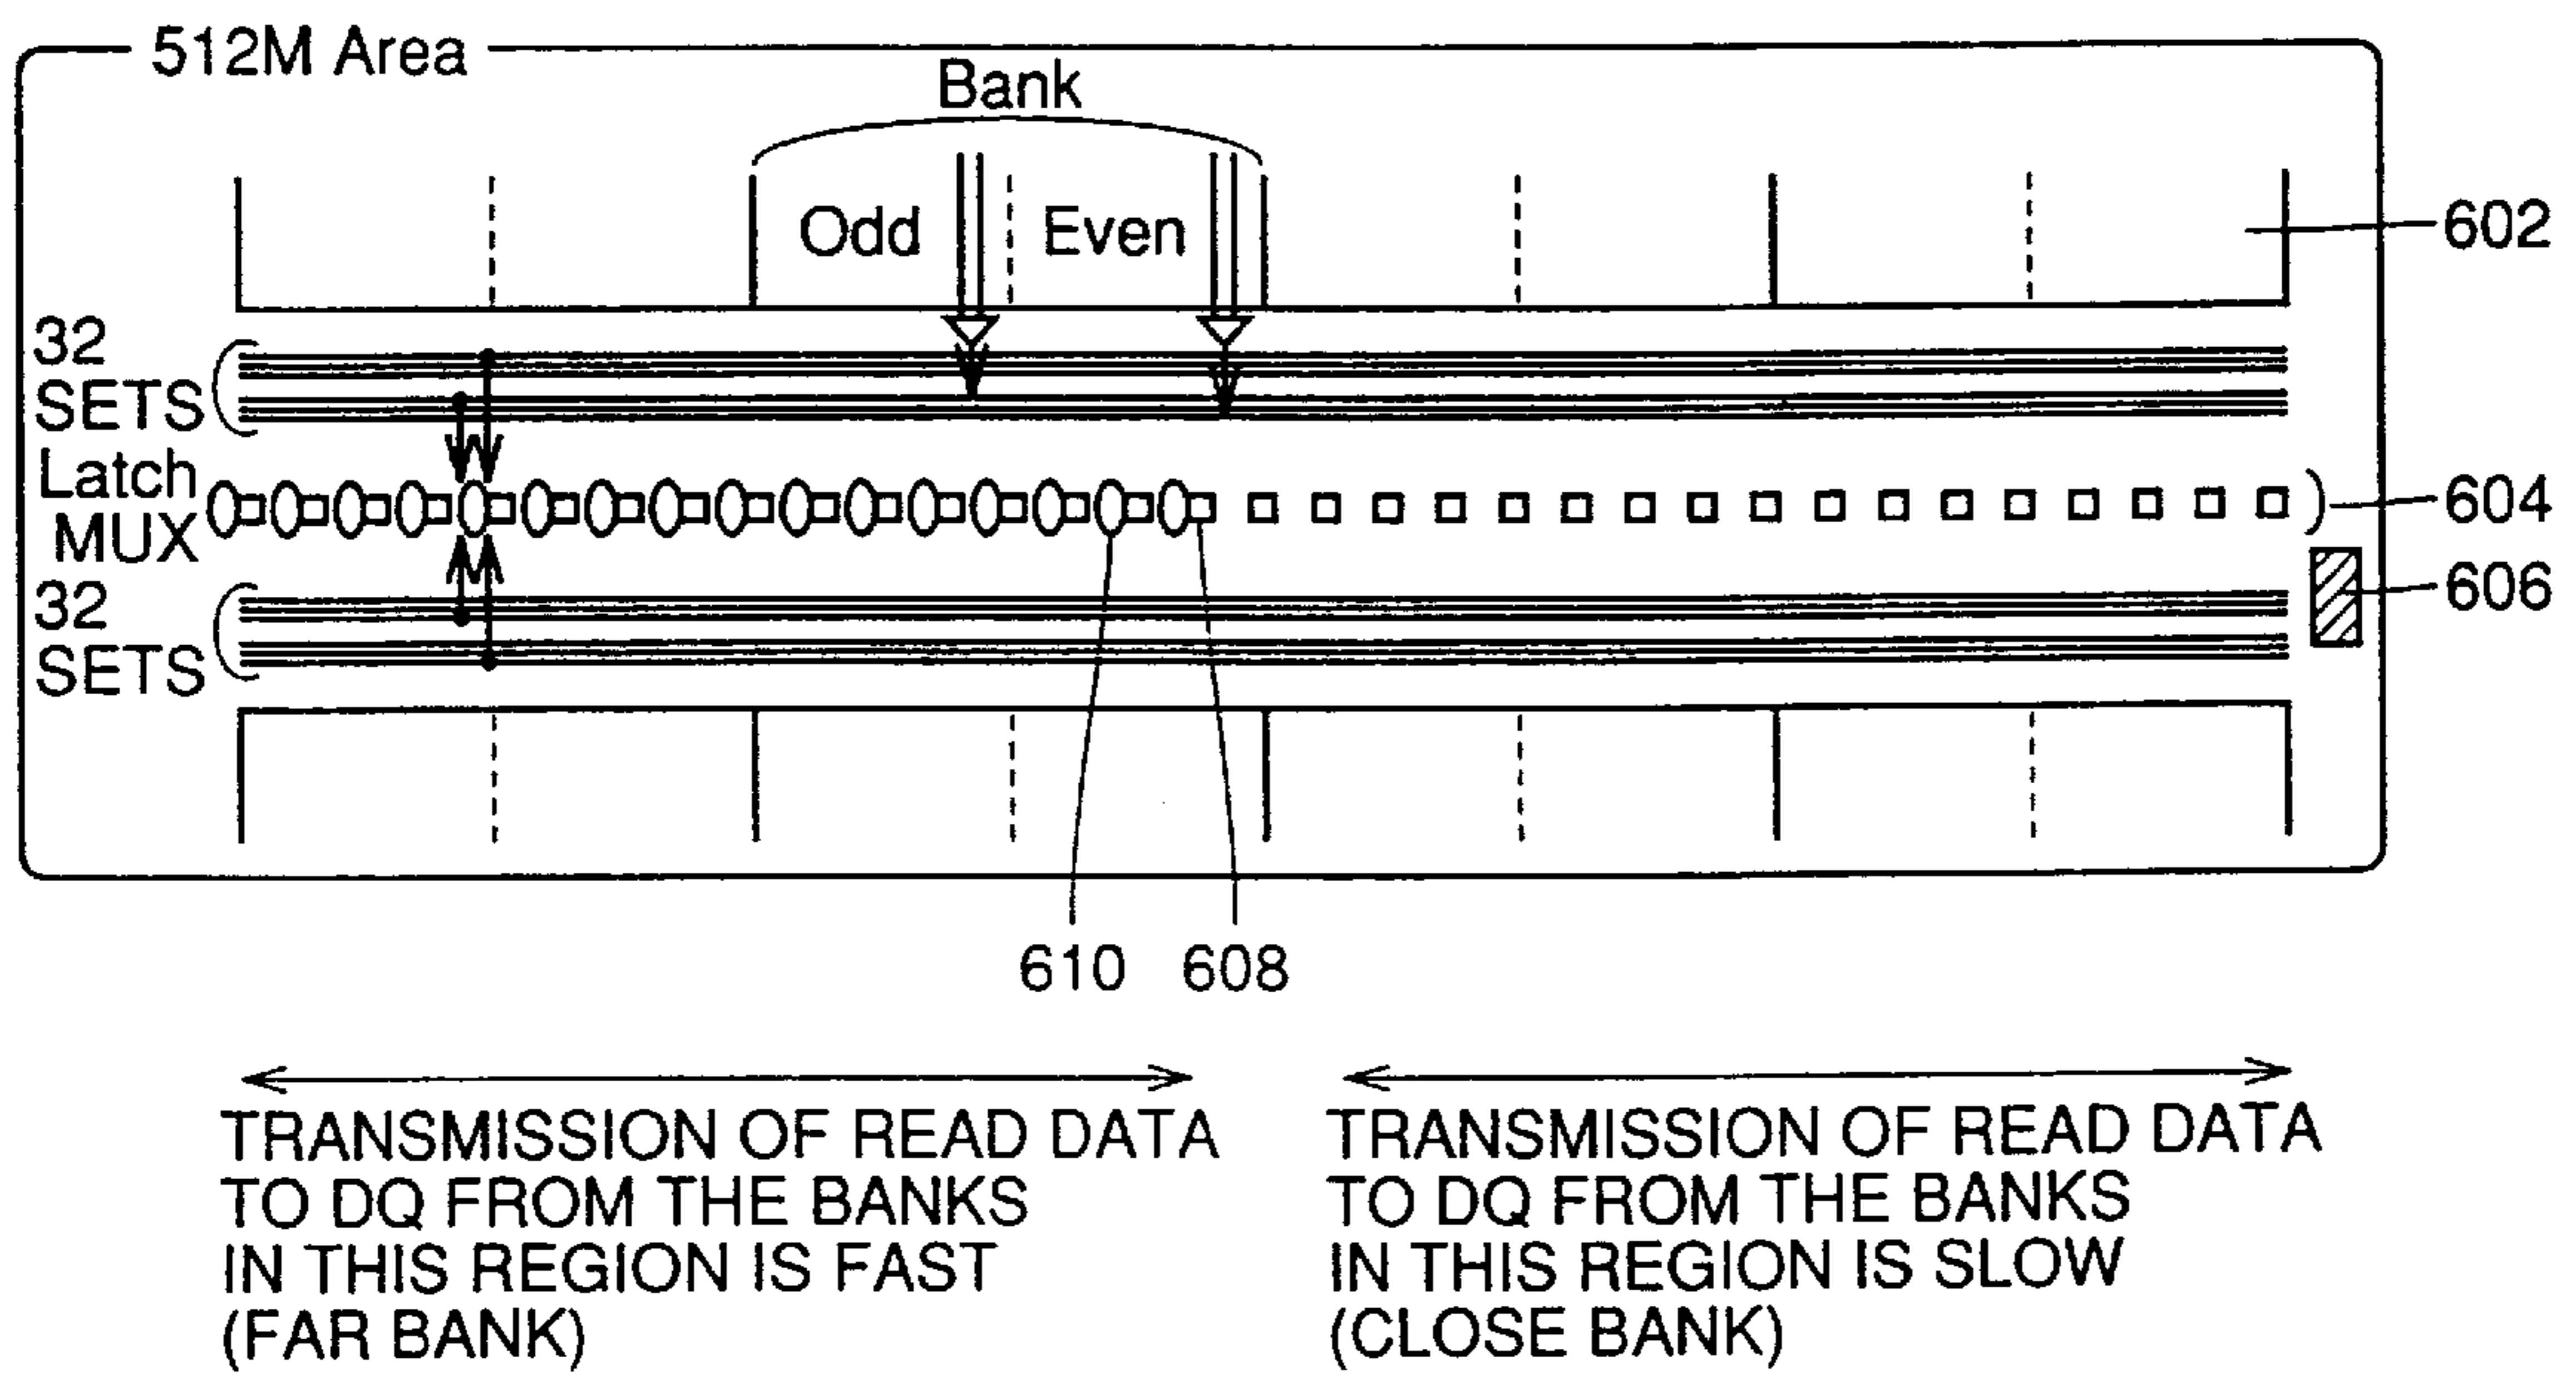 512M Area
Bank
Odd Even
602
32
SETS
Latch
MUX
604
32
SETS
606
610 608
TRANSMISSION OF READ DATA
TO DQ FROM THE BANKS
IN THIS REGION IS FAST
(FAR BANK)
TRANSMISSION OF READ DATA
TO DQ FROM THE BANKS
IN THIS REGION IS SLOW
(CLOSE BANK)